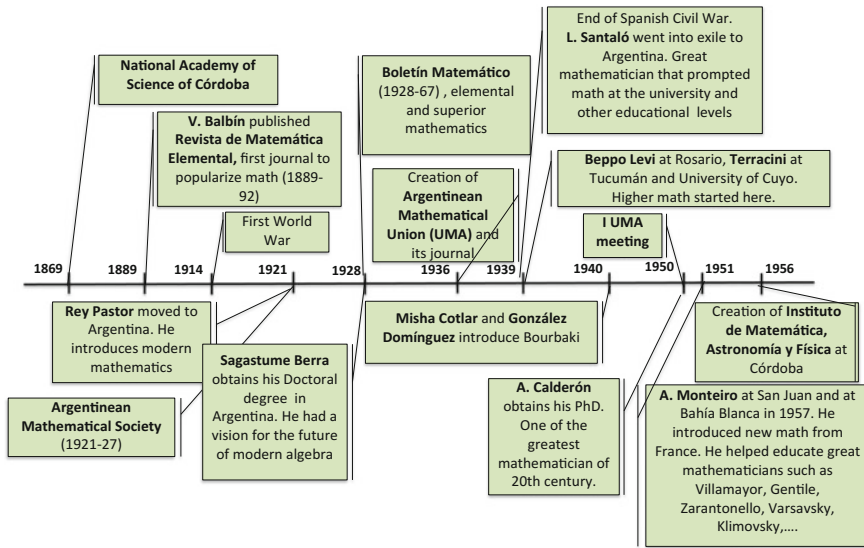 National Academy of
Science of Córdoba
V. Balbín published
Revista de Matemática
Elemental, first journal to
popularize math (1889-
92)
First World
War
Boletín Matemático
(1928-67) , elemental
and superior
mathematics
Creation of
Argentinean
Mathematical
Union (UMA) and
its journal
End of Spanish Civil War.
L. Santaló went into exile to
Argentina. Great
mathematician that prompted
math at the university and
other educational levels
Beppo Levi at Rosario, Terracini at
Tucumán and University of Cuyo.
Higher math started here.
I UMA
meeting
1869 1889 1914 1921 1928 1936 1939 1940 1950 1951 1956
Rey Pastor moved to
Argentina. He
introduces modern
mathematics
Argentinean
Mathematical Society
(1921-27)
Sagastume Berra
obtains his Doctoral
degree in
Argentina. He had a
vision for the future
of modern algebra
Misha Cotlar and González
Domínguez introduce Bourbaki
A. Calderón
obtains his PhD.
One of the
greatest
mathematician of
20th century.
Creation of Instituto
de Matemática,
Astronomía y Física at
Córdoba
A. Monteiro at San Juan and at
Bahía Blanca in 1957. He
introduced new math from
France. He helped educate great
mathematicians such as
Villamayor, Gentile,
Zarantonello, Varsavsky,
Klimovsky,....